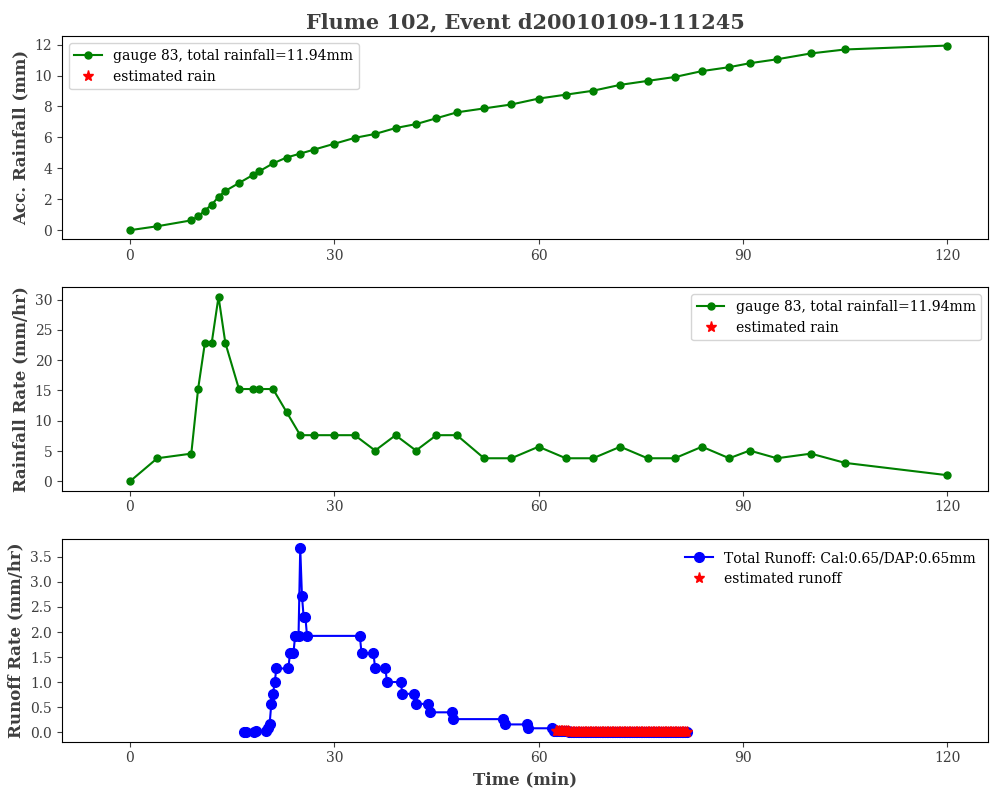 Flume 102, Event d20010109-111245
Acc. Rainfall (mm)
12
10
8
6
4
2
0
gauge 83, total rainfall=11.94mm
estimated rain
0 30 60 90 120
Rainfall Rate (mm/hr)
30
25
20
15
10
5
0
gauge 83, total rainfall=11.94mm
estimated rain
0 30 60 90 120
Runoff Rate (mm/hr)
3.5
3.0
2.5
2.0
1.5
1.0
0.5
0.0
Total Runoff: Cal:0.65/DAP:0.65mm
estimated runoff
0 30 60 90 120
Time (min)